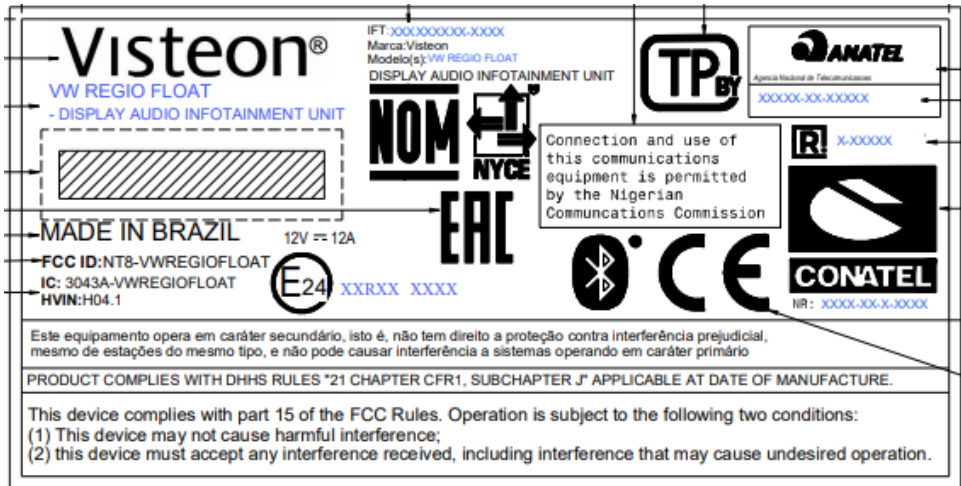 Visteon®
VW REGIO FLOAT
- DISPLAY AUDIO INFOTAINMENT UNIT
MADE IN BRAZIL
12V ⎓ 12A
FCC ID:NT8-VWREGIOFLOAT
IC: 3043A-VWREGIOFLOAT
HVIN:H04.1
E24
XXRXX XXXX
IFT:XXXXXXXXX-XXXX
Marca:Visteon
Modelo(s):VW REGIO FLOAT
DISPLAY AUDIO INFOTAINMENT UNIT
NOM
NYCE
EAC
TP
BY
Connection and use of
this communications
equipment is permitted
by the Nigerian
Communcations Commission
CE
ANATEL
Agencia Nacional de Telecomunicacoes
XXXXX-XX-XXXXX
R
X-XXXXX
CONATEL
NR: XXXX-XX-X-XXXX
Este equipamento opera em caráter secundário, isto é, não tem direito a proteção contra interferência prejudicial,
mesmo de estações do mesmo tipo, e não pode causar interferência a sistemas operando em caráter primário
PRODUCT COMPLIES WITH DHHS RULES "21 CHAPTER CFR1, SUBCHAPTER J" APPLICABLE AT DATE OF MANUFACTURE.
This device complies with part 15 of the FCC Rules. Operation is subject to the following two conditions:
(1) This device may not cause harmful interference;
(2) this device must accept any interference received, including interference that may cause undesired operation.